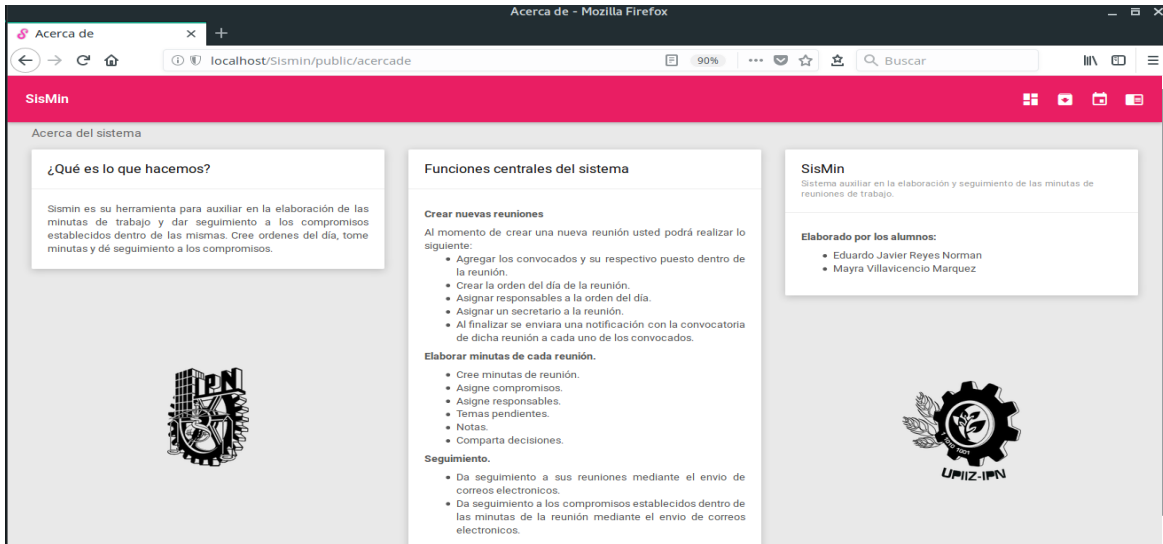 Acerca de - Mozilla Firefox
Acerca de
localhost/Sismin/public/acercade
90%
Buscar
SisMin
Acerca del sistema
¿Qué es lo que hacemos?
Sismin es su herramienta para auxiliar en la elaboración de las
minutas de trabajo y dar seguimiento a los compromisos
establecidos dentro de las mismas. Cree ordenes del día, tome
minutas y dé seguimiento a los compromisos.
IPN
Funciones centrales del sistema
Crear nuevas reuniones
Al momento de crear una nueva reunión usted podrá realizar lo
siguiente:
• Agregar los convocados y su respectivo puesto dentro de
la reunión.
• Crear la orden del día de la reunión.
• Asignar responsables a la orden del día.
• Asignar un secretario a la reunión.
• Al finalizar se enviara una notificación con la convocatoria
de dicha reunión a cada uno de los convocados.
Elaborar minutas de cada reunión.
• Cree minutas de reunión.
• Asigne compromisos.
• Asigne responsables.
• Temas pendientes.
• Notas.
• Comparta decisiones.
Seguimiento.
• Da seguimiento a sus reuniones mediante el envio de
correos electronicos.
• Da seguimiento a los compromisos establecidos dentro de
las minutas de la reunión mediante el envio de correos
electronicos.
SisMin
Sistema auxiliar en la elaboración y seguimiento de las minutas de
reuniones de trabajo.
Elaborado por los alumnos:
• Eduardo Javier Reyes Norman
• Mayra Villavicencio Marquez
UPIIZ-IPN